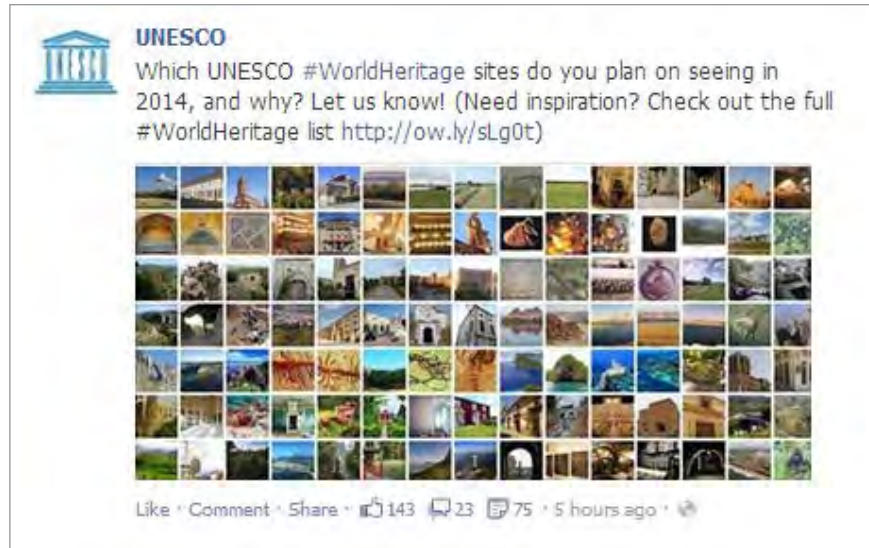 UNESCO
Which UNESCO #WorldHeritage sites do you plan on seeing in
2014, and why? Let us know! (Need inspiration? Check out the full
#WorldHeritage list http://ow.ly/sLg0t)
Like · Comment · Share · 143 23 75 · 5 hours ago ·